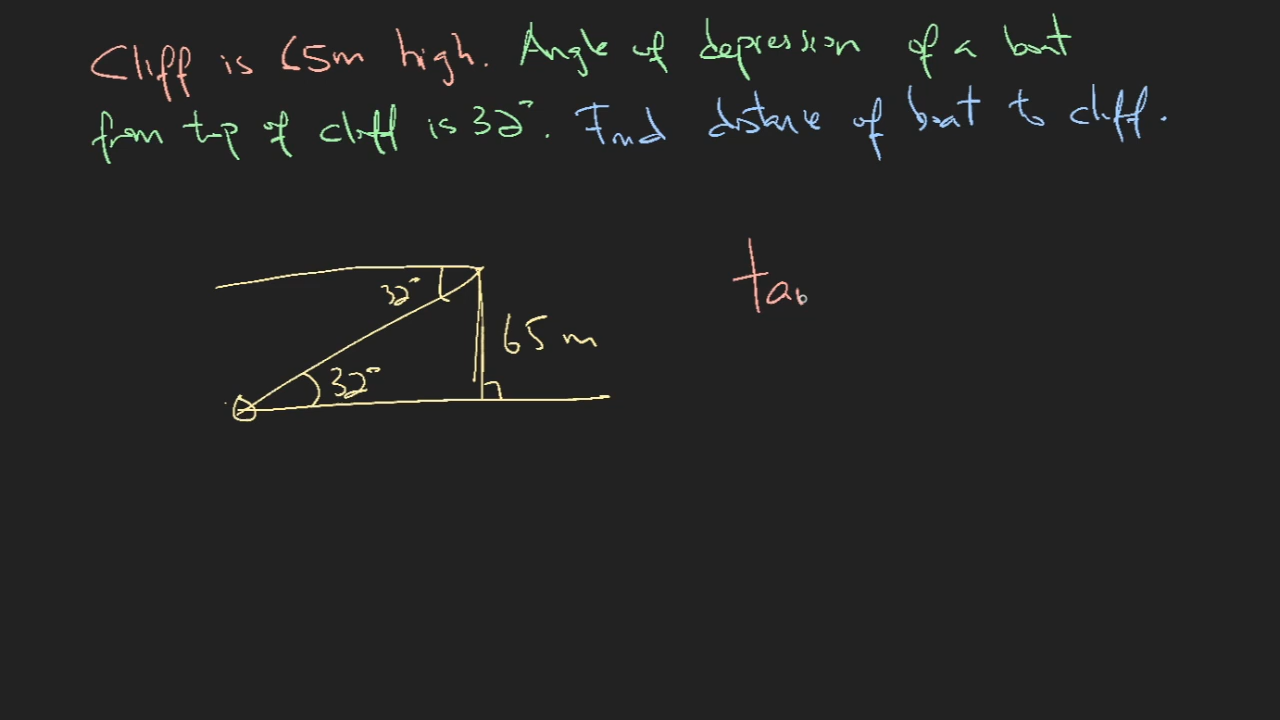 Cliff is 65m high. Angle of depression of a boat
from top of cliff is 32°. Find distance of boat to cliff.
32°
65 m
32°
ta